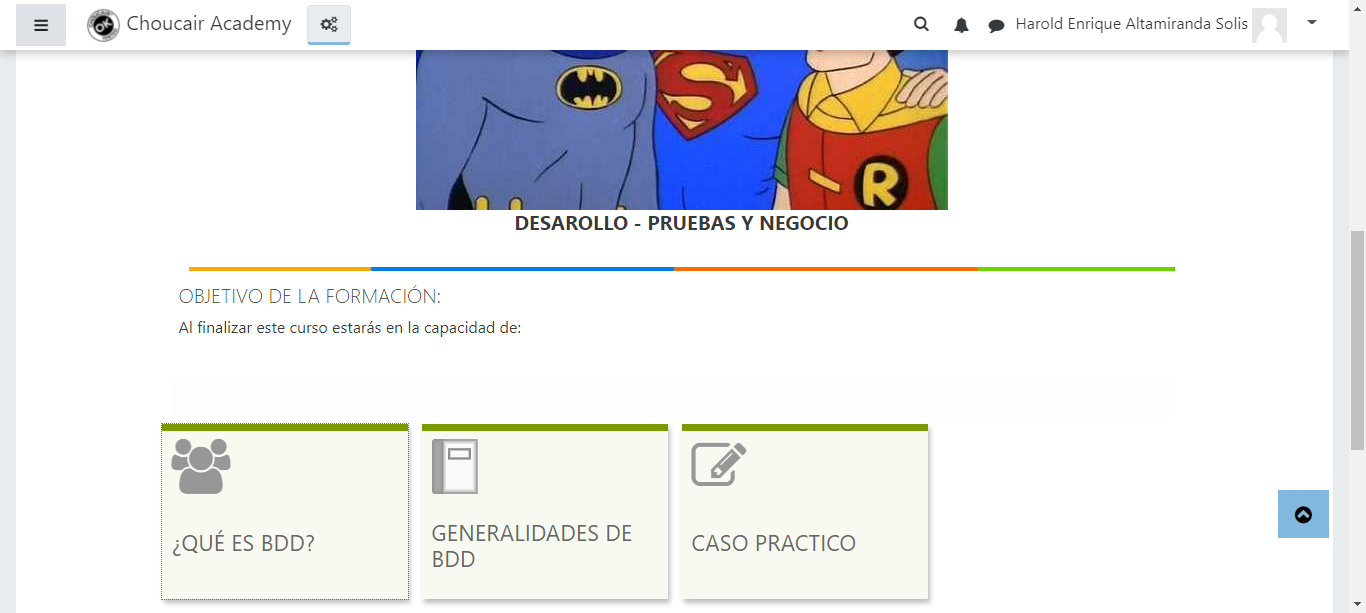 Choucair Academy
Harold Enrique Altamiranda Solis
R
DESAROLLO - PRUEBAS Y NEGOCIO
OBJETIVO DE LA FORMACIÓN:
Al finalizar este curso estarás en la capacidad de:
¿QUÉ ES BDD?
GENERALIDADES DE
BDD
CASO PRACTICO